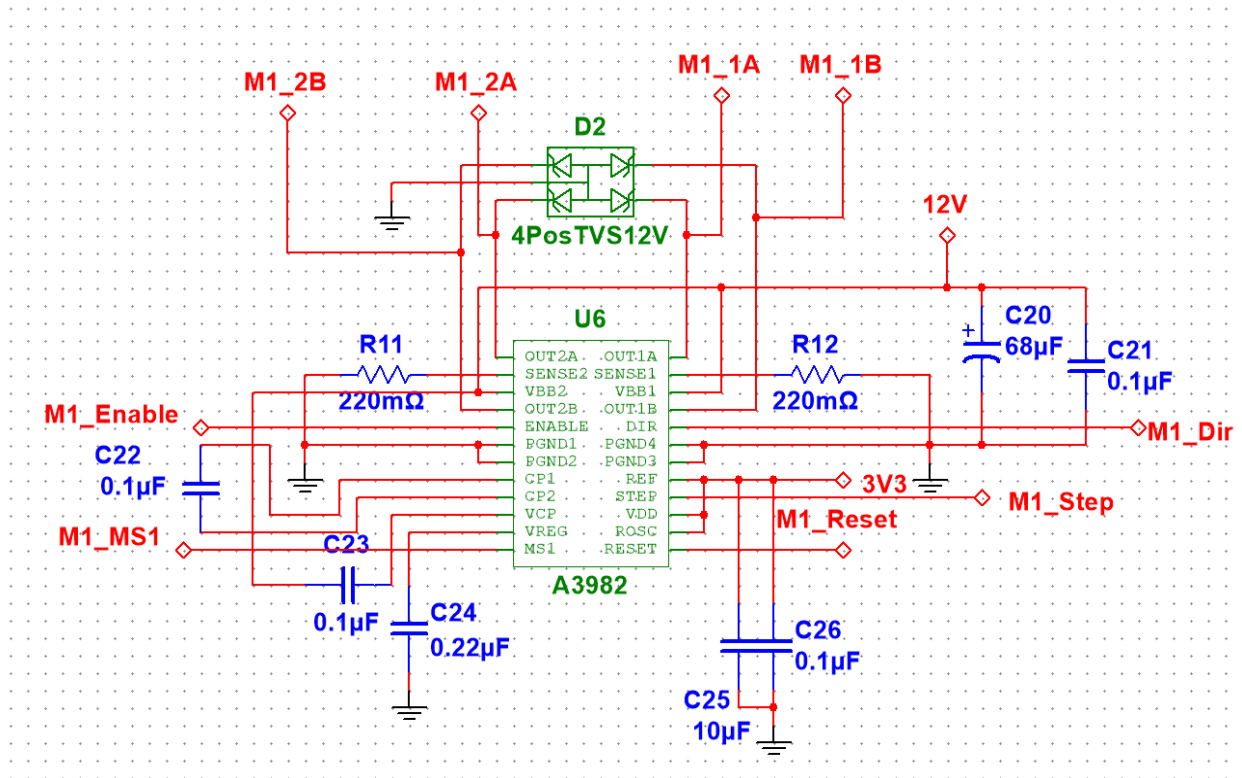 M1_2B
M1_2A
M1_1A
M1_1B
D2
4PosTVS12V
12V
U6
C20
68µF
C21
0.1µF
R11
220mΩ
R12
220mΩ
OUT2A OUT1A
SENSE2 SENSE1
VBB2 VBB1
OUT2B OUT1B
ENABLE DIR
PGND1 PGND4
PGND2 PGND3
CP1 REF
CP2 STEP
VCP VDD
VREG ROSC
MS1 RESET
A3982
M1_Enable
M1_Dir
C22
0.1µF
3V3
M1_Step
M1_Reset
M1_MS1
C23
0.1µF
C24
0.22µF
C26
0.1µF
C25
10µF
+